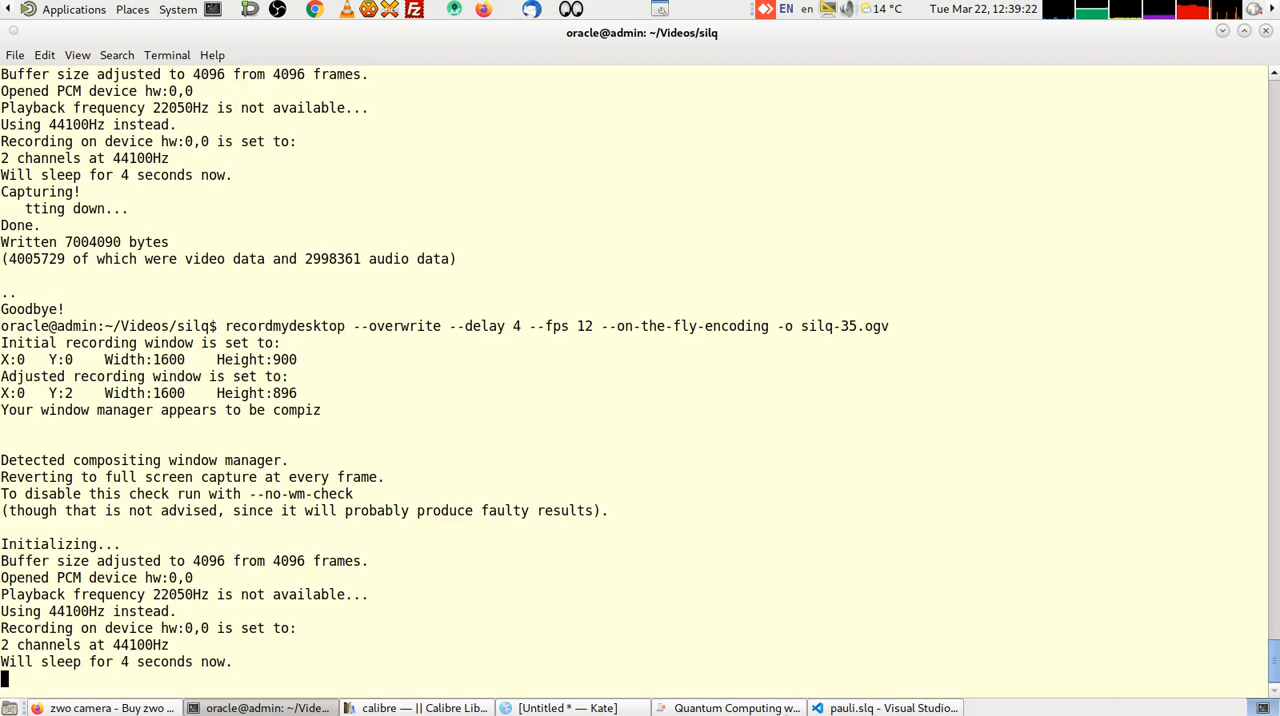 Applications Places System EN en 14 °C Tue Mar 22, 12:39:22
oracle@admin: ~/Videos/silq
File Edit View Search Terminal Help
Buffer size adjusted to 4096 from 4096 frames.
Opened PCM device hw:0,0
Playback frequency 22050Hz is not available...
Using 44100Hz instead.
Recording on device hw:0,0 is set to:
2 channels at 44100Hz
Will sleep for 4 seconds now.
Capturing!
tting down...
Done.
Written 7004090 bytes
(4005729 of which were video data and 2998361 audio data)
..
Goodbye!
oracle@admin:~/Videos/silq$ recordmydesktop --overwrite --delay 4 --fps 12 --on-the-fly-encoding -o silq-35.ogv
Initial recording window is set to:
X:0 Y:0 Width:1600 Height:900
Adjusted recording window is set to:
X:0 Y:2 Width:1600 Height:896
Your window manager appears to be compiz
Detected compositing window manager.
Reverting to full screen capture at every frame.
To disable this check run with --no-wm-check
(though that is not advised, since it will probably produce faulty results).
Initializing...
Buffer size adjusted to 4096 from 4096 frames.
Opened PCM device hw:0,0
Playback frequency 22050Hz is not available...
Using 44100Hz instead.
Recording on device hw:0,0 is set to:
2 channels at 44100Hz
Will sleep for 4 seconds now.
zwo camera - Buy zwo ... oracle@admin: ~/Vide... calibre — || Calibre Lib... [Untitled * — Kate] Quantum Computing w... pauli.slq - Visual Studio...